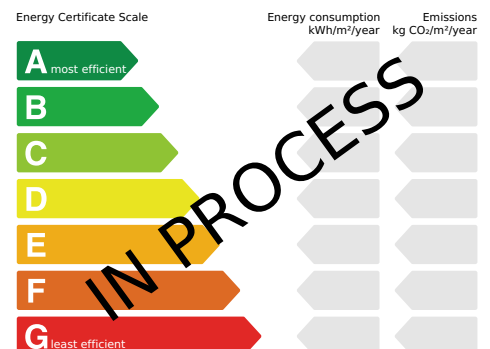 Energy Certificate Scale
Energy consumption
kWh/m²/year
Emissions
kg CO₂/m²/year
A most efficient
B
C
D
E
F
G least efficient
IN PROCESS